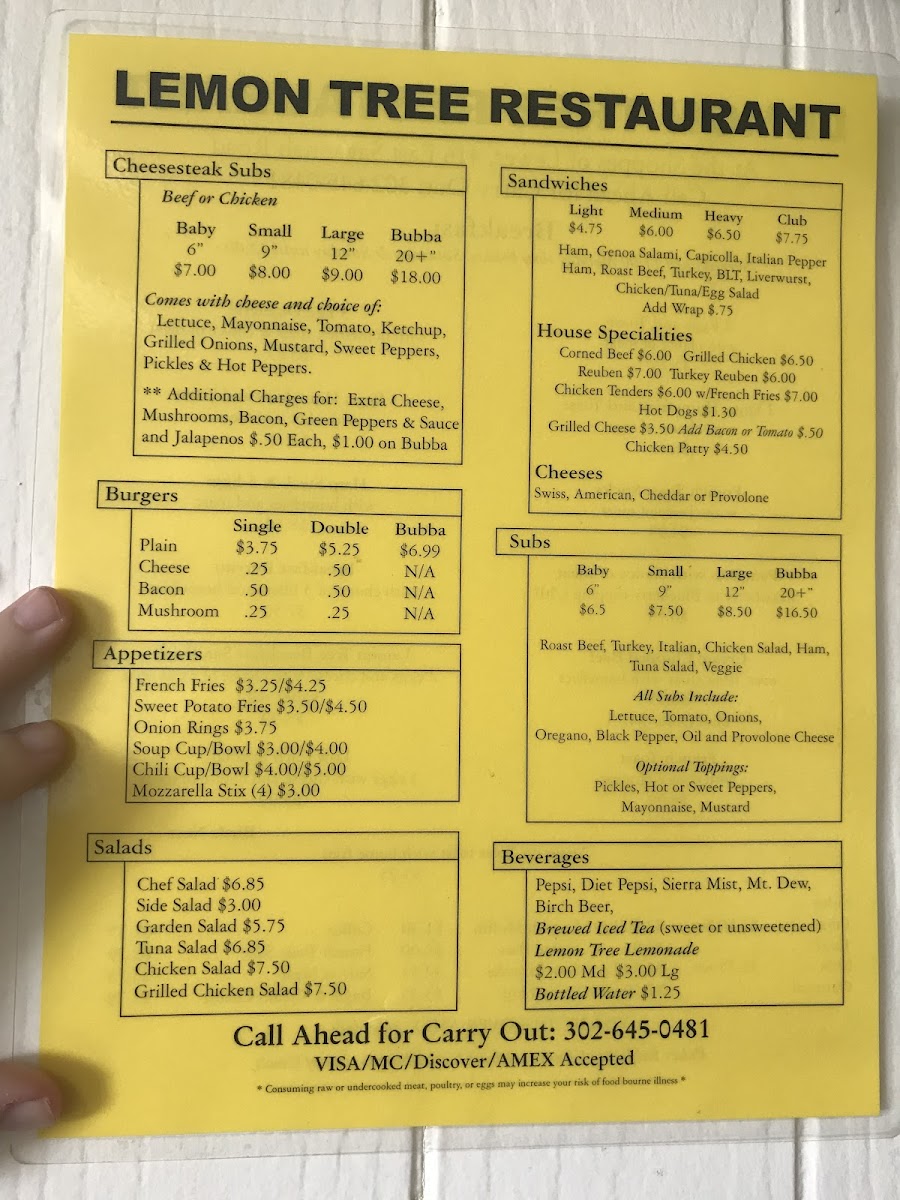 LEMON TREE RESTAURANT
Cheesesteak Subs
Beef or Chicken
Baby Small Large Bubba
6" 9" 12" 20+"
$7.00 $8.00 $9.00 $18.00
Comes with cheese and choice of:
Lettuce, Mayonnaise, Tomato, Ketchup,
Grilled Onions, Mustard, Sweet Peppers,
Pickles & Hot Peppers.
** Additional Charges for: Extra Cheese,
Mushrooms, Bacon, Green Peppers & Sauce
and Jalapenos $.50 Each, $1.00 on Bubba
Burgers
Single Double Bubba
Plain $3.75 $5.25 $6.99
Cheese .25 .50 N/A
Bacon .50 .50 N/A
Mushroom .25 .25 N/A
Appetizers
French Fries $3.25/$4.25
Sweet Potato Fries $3.50/$4.50
Onion Rings $3.75
Soup Cup/Bowl $3.00/$4.00
Chili Cup/Bowl $4.00/$5.00
Mozzarella Stix (4) $3.00
Salads
Chef Salad $6.85
Side Salad $3.00
Garden Salad $5.75
Tuna Salad $6.85
Chicken Salad $7.50
Grilled Chicken Salad $7.50
Sandwiches
Light Medium Heavy Club
$4.75 $6.00 $6.50 $7.75
Ham, Genoa Salami, Capicolla, Italian Pepper
Ham, Roast Beef, Turkey, BLT, Liverwurst,
Chicken/Tuna/Egg Salad
Add Wrap $.75
House Specialities
Corned Beef $6.00 Grilled Chicken $6.50
Reuben $7.00 Turkey Reuben $6.00
Chicken Tenders $6.00 w/French Fries $7.00
Hot Dogs $1.30
Grilled Cheese $3.50 Add Bacon or Tomato $.50
Chicken Patty $4.50
Cheeses
Swiss, American, Cheddar or Provolone
Subs
Baby Small Large Bubba
6" 9" 12" 20+"
$6.5 $7.50 $8.50 $16.50
Roast Beef, Turkey, Italian, Chicken Salad, Ham,
Tuna Salad, Veggie
All Subs Include:
Lettuce, Tomato, Onions,
Oregano, Black Pepper, Oil and Provolone Cheese
Optional Toppings:
Pickles, Hot or Sweet Peppers,
Mayonnaise, Mustard
Beverages
Pepsi, Diet Pepsi, Sierra Mist, Mt. Dew,
Birch Beer,
Brewed Iced Tea (sweet or unsweetened)
Lemon Tree Lemonade
$2.00 Md $3.00 Lg
Bottled Water $1.25
Call Ahead for Carry Out: 302-645-0481
VISA/MC/Discover/AMEX Accepted
* Consuming raw or undercooked meat, poultry, or eggs may increase your risk of food bourne illness *